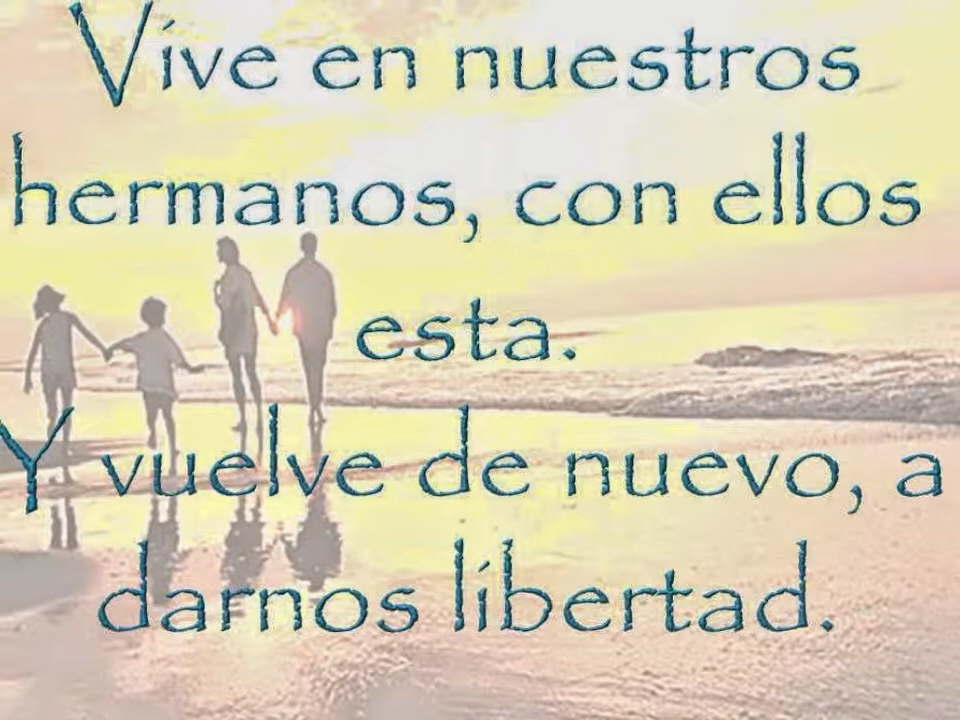 Vive en nuestros
hermanos, con ellos
esta.
Y vuelve de nuevo, a
darnos libertad.